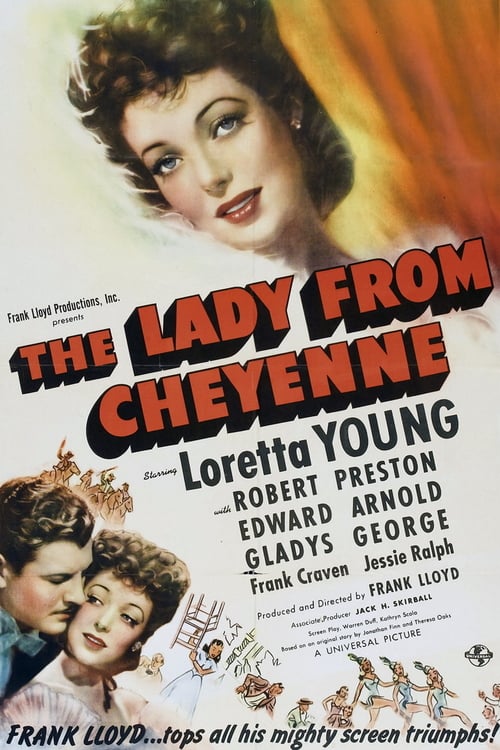 Frank Lloyd Productions, Inc.
presents
THE LADY FROM
CHEYENNE
Starring Loretta YOUNG
with ROBERT PRESTON
EDWARD ARNOLD
GLADYS GEORGE
Frank Craven Jessie Ralph
Produced and Directed by FRANK LLOYD
Associate Producer JACK H. SKIRBALL
Screen Play, Warren Duff, Kathryn Scola
Based on an original story by Jonathan Finn and Theresa Oaks
A UNIVERSAL PICTURE
UNIVERSAL
FRANK LLOYD...tops all his mighty screen triumphs!